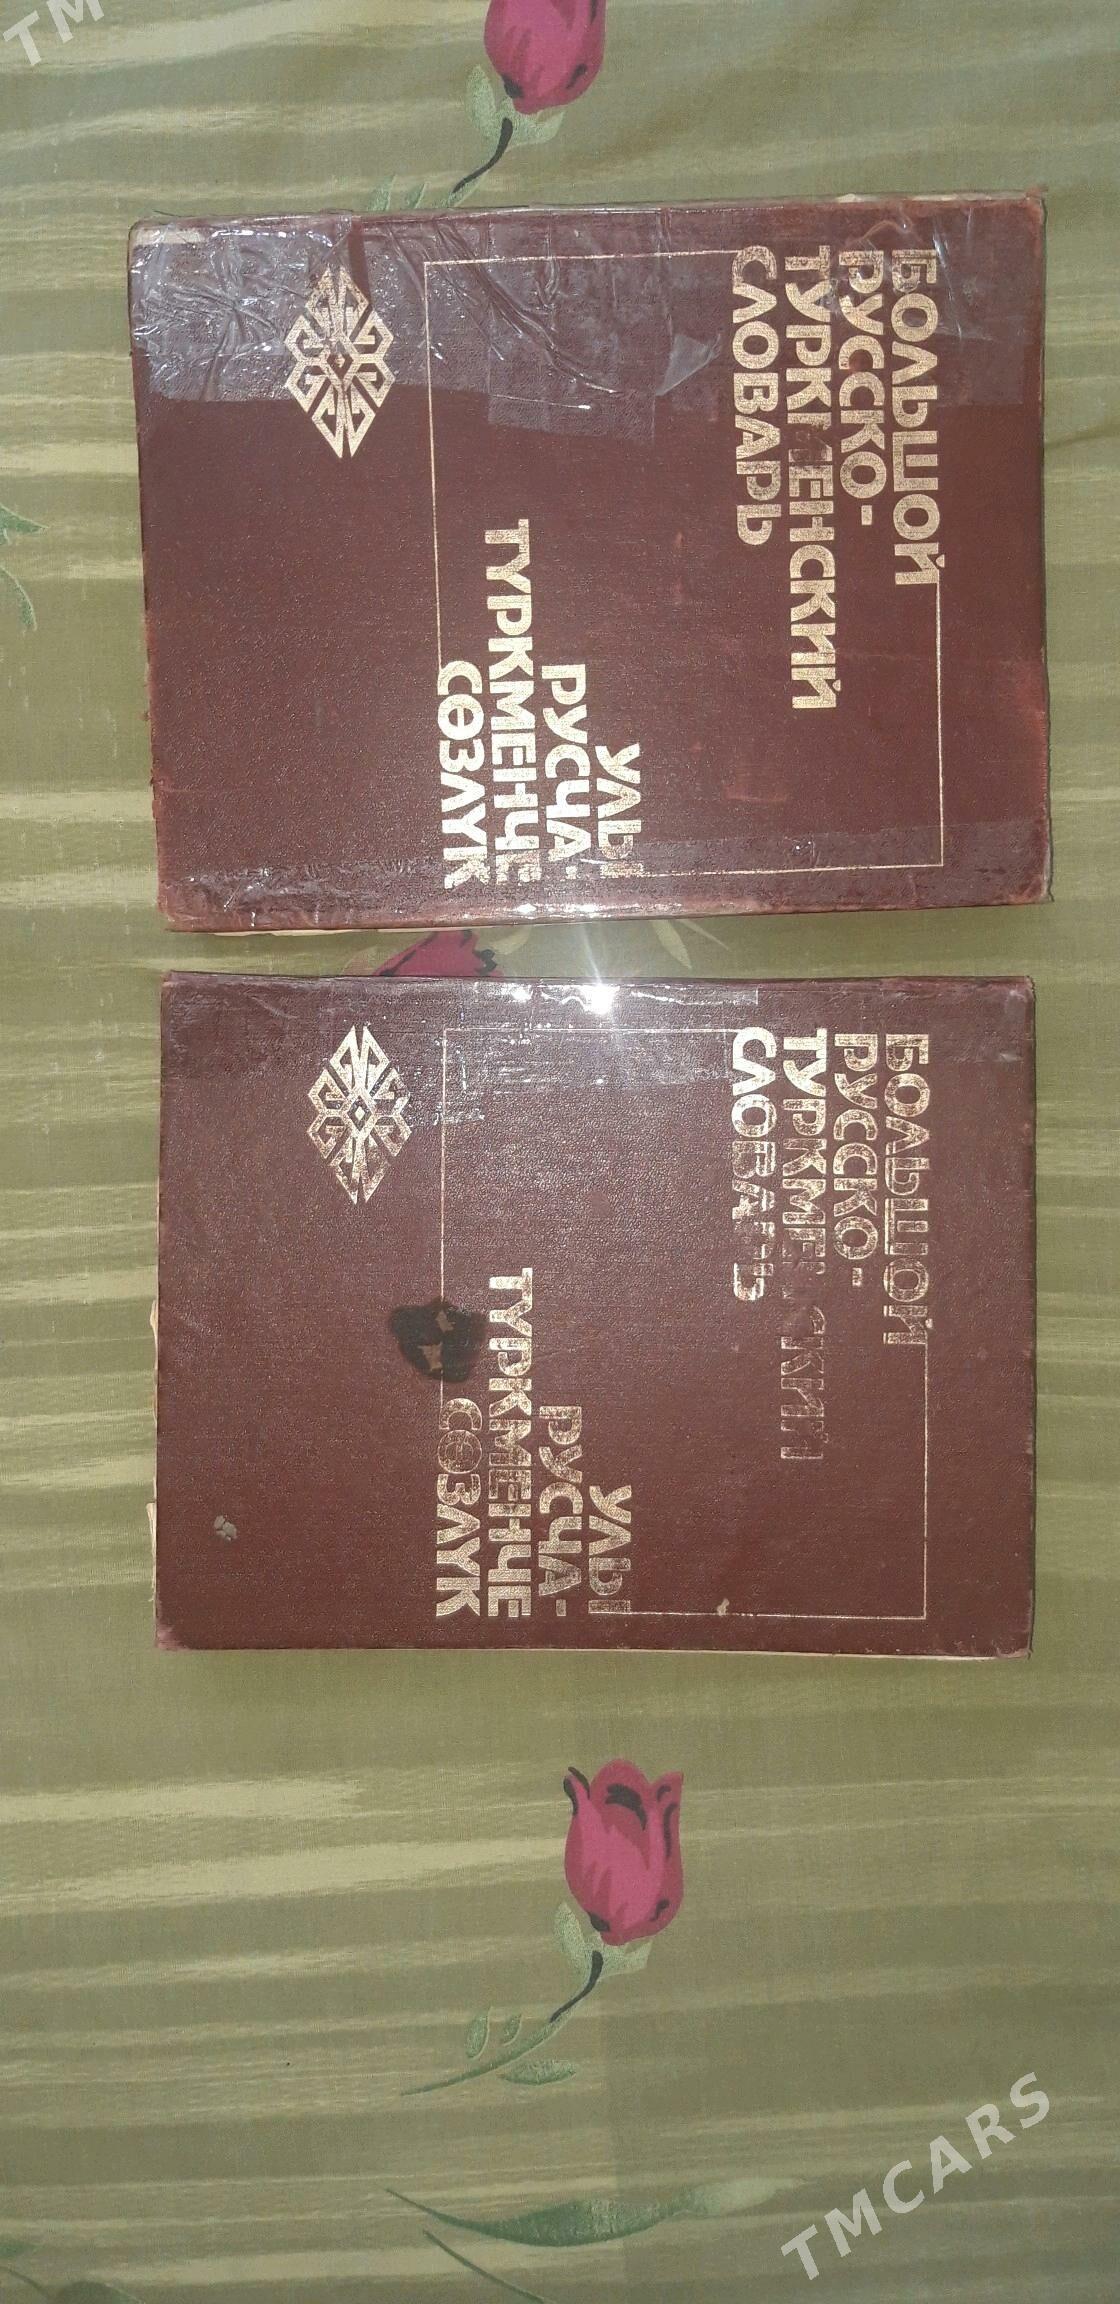 БОЛЬШОЙ
РУССКО-
ТУРКМЕНСКИЙ
СЛОВАРЬ
УЛЫ
РУСЧА-
ТҮРКМЕНЧЕ
СӨЗЛҮК
БОЛЬШОЙ
РУССКО-
ТУРКМЕНСКИЙ
СЛОВАРЬ
УЛЫ
РУСЧА-
ТҮРКМЕНЧЕ
СӨЗЛҮК
TM
TMCARS